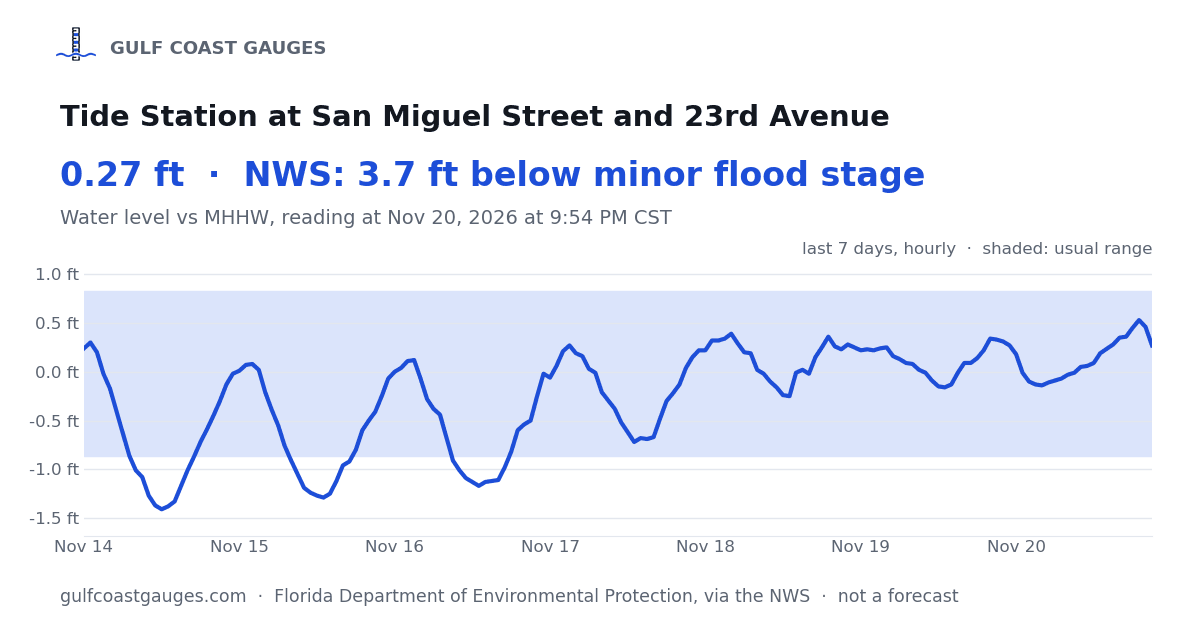 GULF COAST GAUGES
Tide Station at San Miguel Street and 23rd Avenue
0.27 ft · NWS: 3.7 ft below minor flood stage
Water level vs MHHW, reading at Nov 20, 2026 at 9:54 PM CST
last 7 days, hourly · shaded: usual range
1.0 ft
0.5 ft
0.0 ft
-0.5 ft
-1.0 ft
-1.5 ft
Nov 14 Nov 15 Nov 16 Nov 17 Nov 18 Nov 19 Nov 20
gulfcoastgauges.com · Florida Department of Environmental Protection, via the NWS · not a forecast